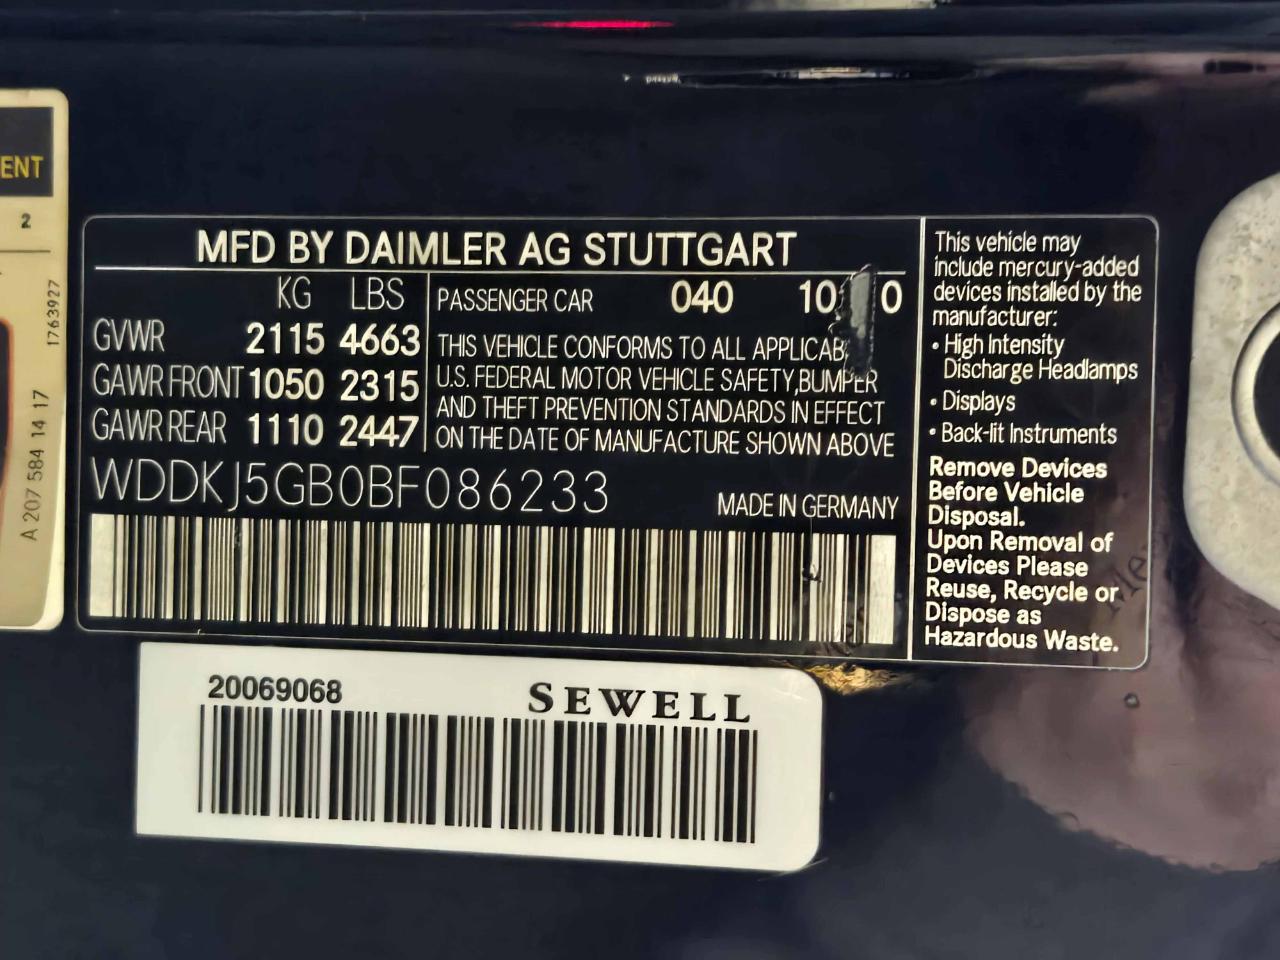 ENT
2
1763927
A 207 584 14 17
MFD BY DAIMLER AG STUTTGART
KG LBS
GVWR 2115 4663
GAWR FRONT 1050 2315
GAWR REAR 1110 2447
PASSENGER CAR 040 10 0
THIS VEHICLE CONFORMS TO ALL APPLICAB
U.S. FEDERAL MOTOR VEHICLE SAFETY,BUMPER
AND THEFT PREVENTION STANDARDS IN EFFECT
ON THE DATE OF MANUFACTURE SHOWN ABOVE
WDDKJ5GB0BF086233
MADE IN GERMANY
This vehicle may
include mercury-added
devices installed by the
manufacturer:
• High Intensity
Discharge Headlamps
• Displays
• Back-lit Instruments
Remove Devices
Before Vehicle
Disposal.
Upon Removal of
Devices Please
Reuse, Recycle or
Dispose as
Hazardous Waste.
20069068 SEWELL